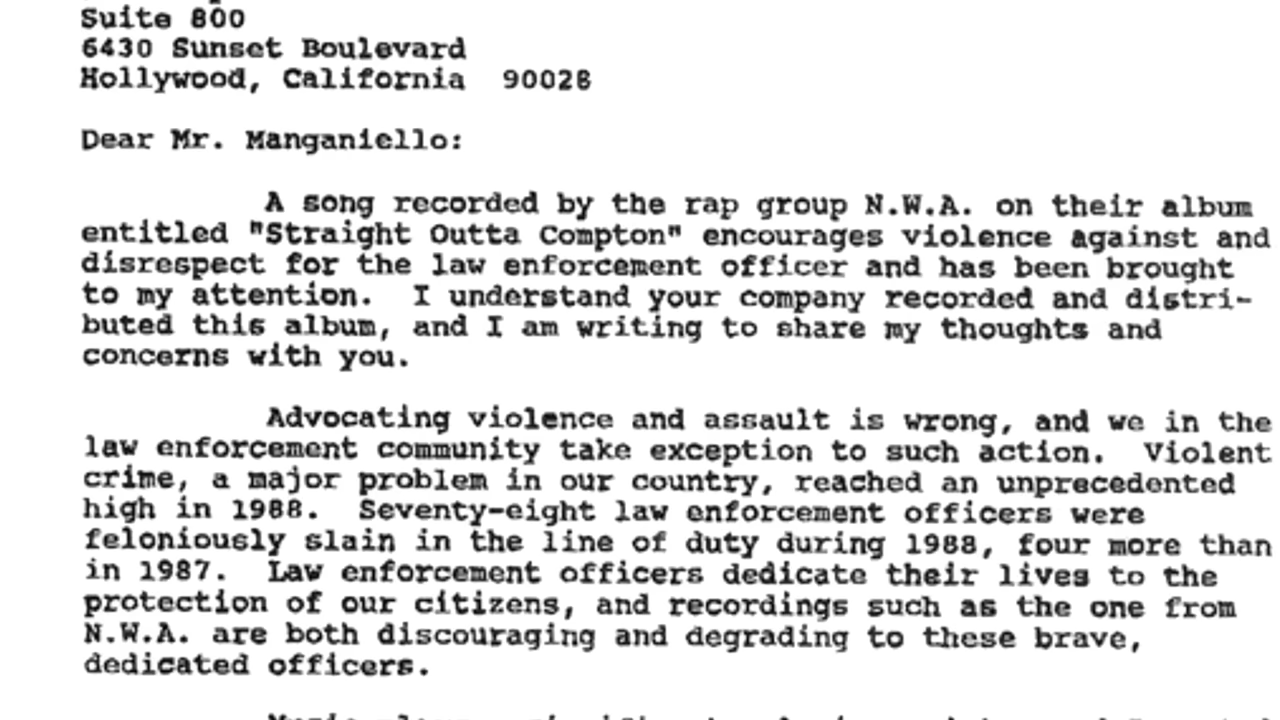 Suite 800
6430 Sunset Boulevard
Hollywood, California 90028
Dear Mr. Manganiello:
A song recorded by the rap group N.W.A. on their album
entitled "Straight Outta Compton" encourages violence against and
disrespect for the law enforcement officer and has been brought
to my attention. I understand your company recorded and distri-
buted this album, and I am writing to share my thoughts and
concerns with you.
Advocating violence and assault is wrong, and we in the
law enforcement community take exception to such action. Violent
crime, a major problem in our country, reached an unprecedented
high in 1988. Seventy-eight law enforcement officers were
feloniously slain in the line of duty during 1988, four more than
in 1987. Law enforcement officers dedicate their lives to the
protection of our citizens, and recordings such as the one from
N.W.A. are both discouraging and degrading to these brave,
dedicated officers.